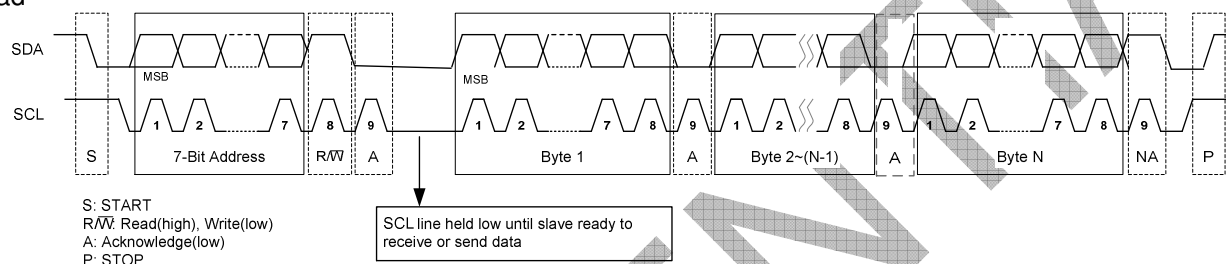 SDA
MSB
MSB
SCL
1 2 7 8 9 1 2 7 8 9 1 2 8 9 1 2 7 8 9
S 7-Bit Address R/W A Byte 1 A Byte 2~(N-1) A Byte N NA P
S: START
R/W: Read(high), Write(low)
A: Acknowledge(low)
P: STOP
SCL line held low until slave ready to
receive or send data